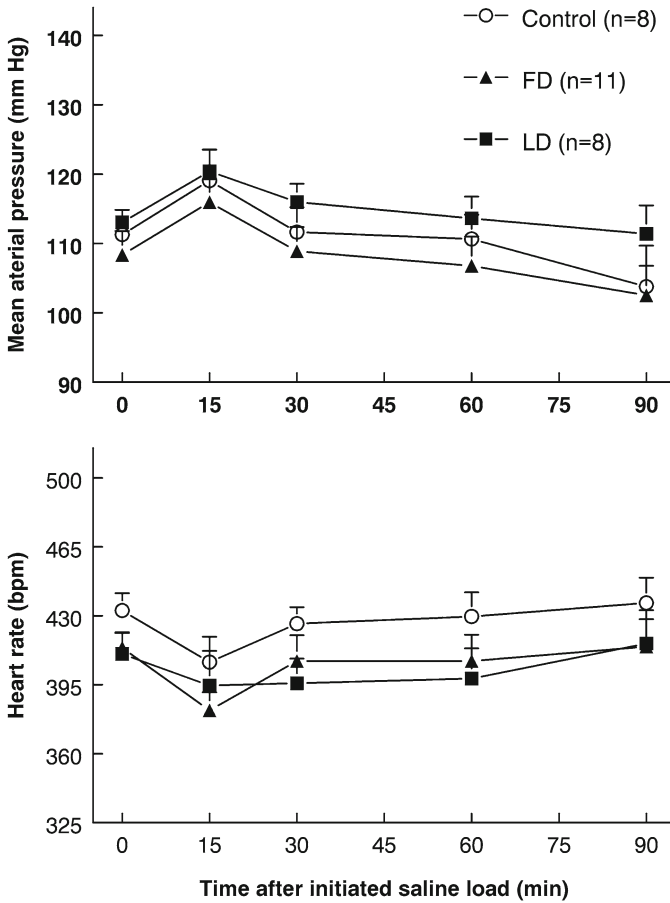 Control (n=8)
FD (n=11)
LD (n=8)
Mean aterial pressure (mm Hg)
140
130
120
110
100
90
0 15 30 45 60 75 90
Heart rate (bpm)
500
465
430
395
360
325
0 15 30 45 60 75 90
Time after initiated saline load (min)